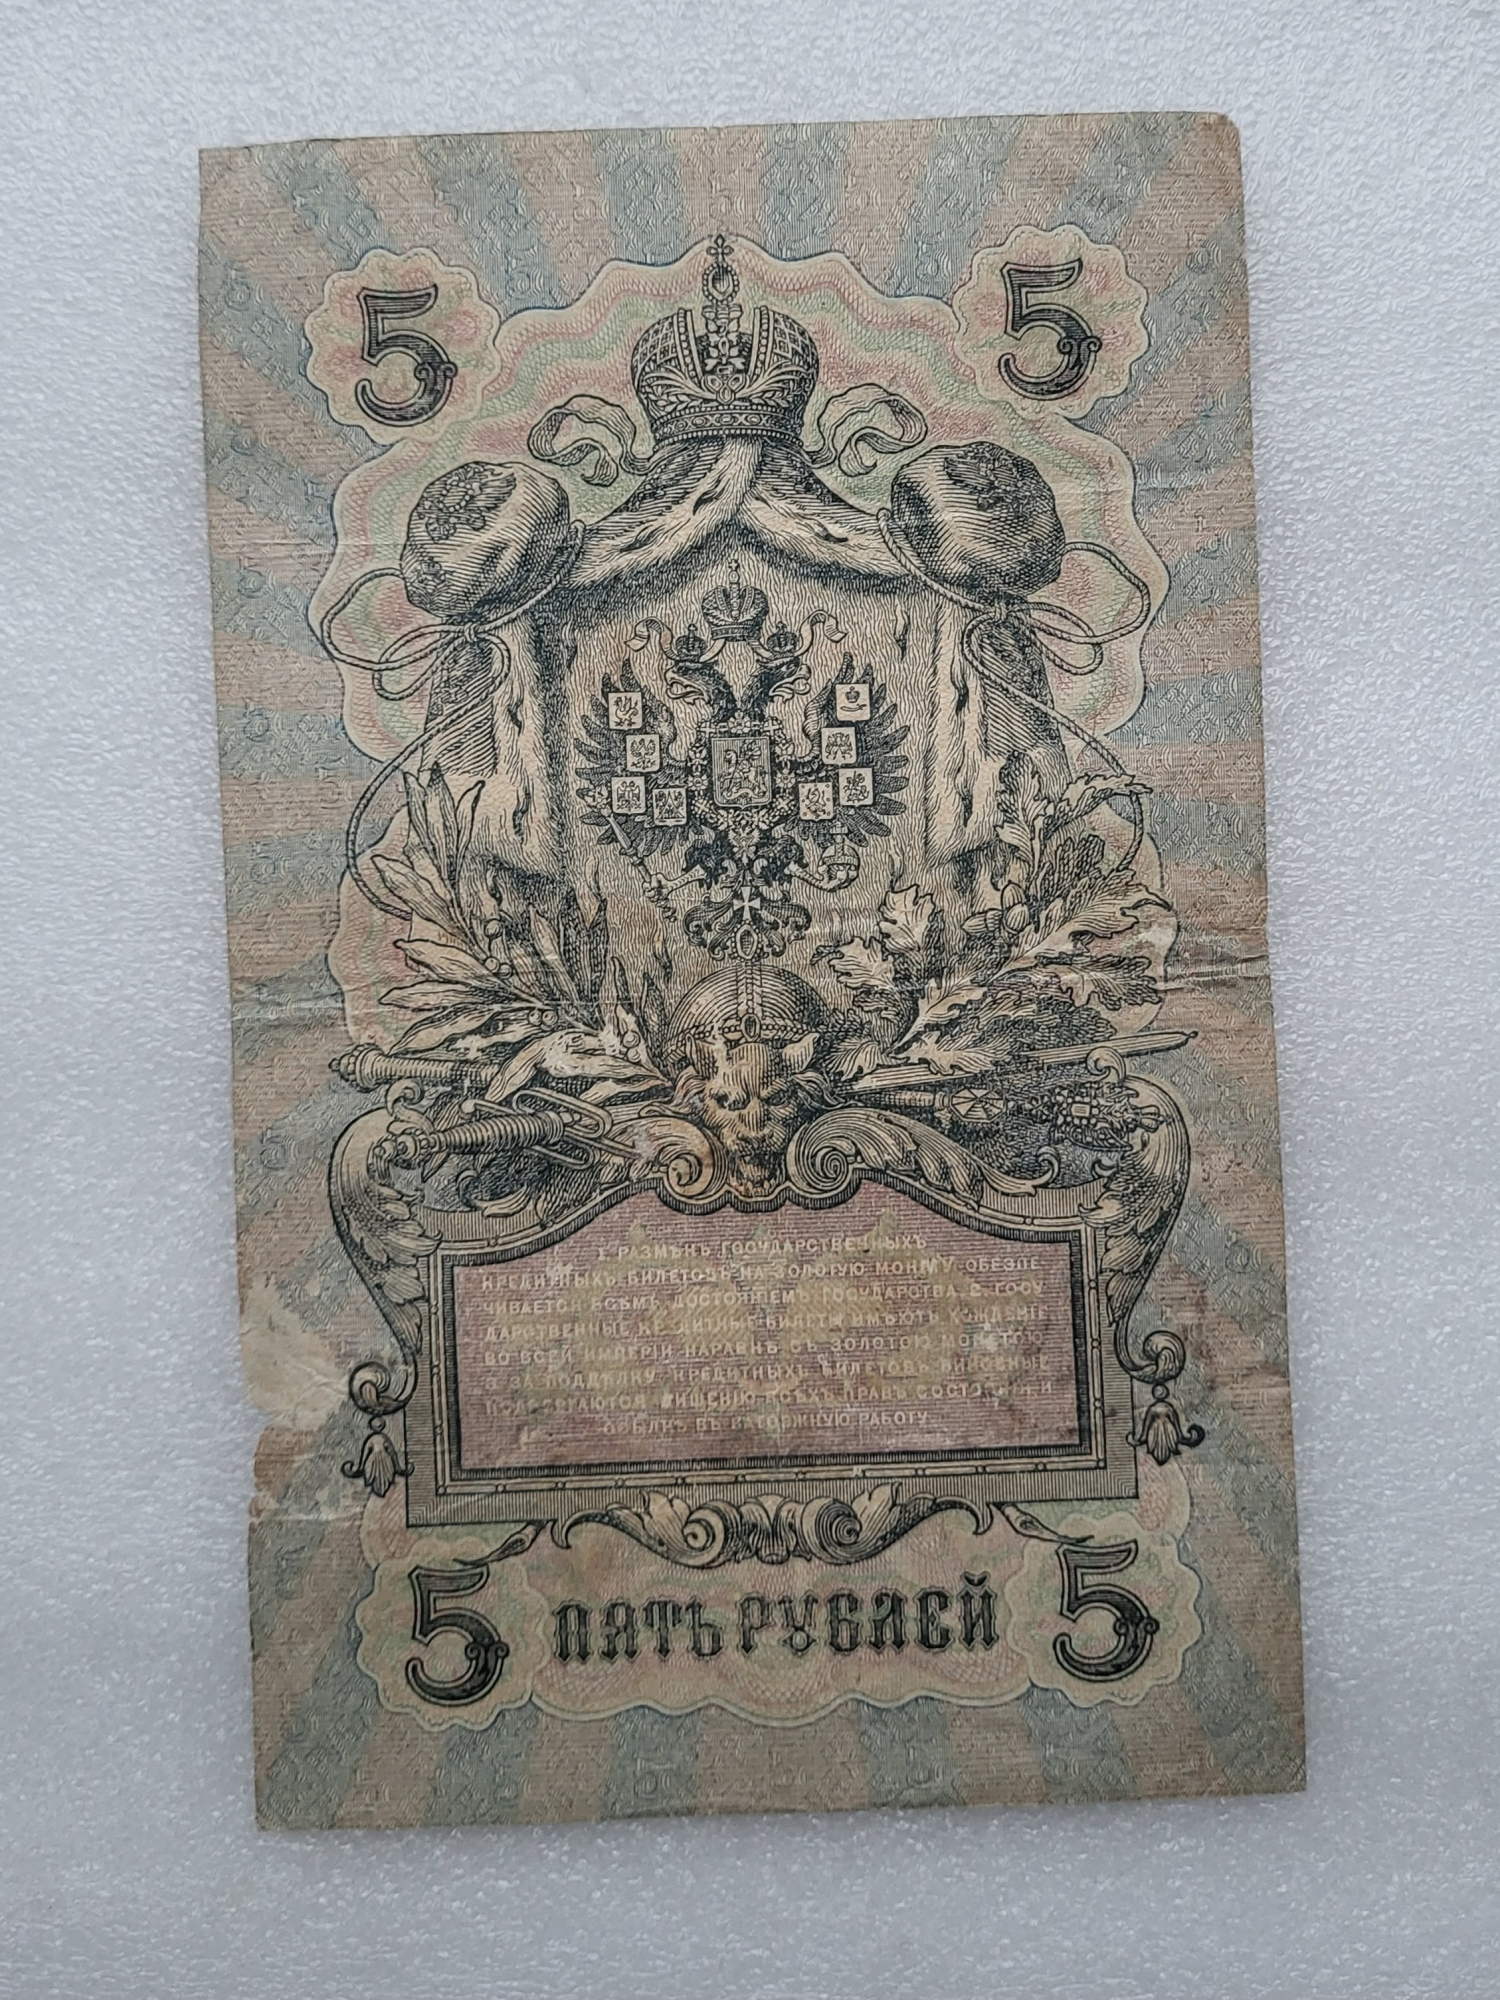 5 5
1. РАЗМѢНЪ ГОСУДАРСТВЕННЫХЪ
КРЕДИТНЫХЪ БИЛЕТОВЪ НА ЗОЛОТУЮ МОНЕТУ ОБЕЗПЕ
ЧИВАЕТСЯ ВСѢМЪ ДОСТОЯНІЕМЪ ГОСУДАРСТВА. 2. ГОСУ
ДАРСТВЕННЫЕ КРЕДИТНЫЕ БИЛЕТЫ ИМѢЮТЪ ХОЖДЕНІЕ
ВО ВСЕЙ ИМПЕРІИ НАРАВНѢ СЪ ЗОЛОТОЮ МОНЕТОЮ
3. ЗА ПОДДѢЛКУ КРЕДИТНЫХЪ БИЛЕТОВЪ ВИНОВНЫЕ
ПОДВЕРГАЮТСЯ ЛИШЕНІЮ ВСѢХЪ ПРАВЪ СОСТОЯНІЯ И
ССЫЛКѢ ВЪ КАТОРЖНУЮ РАБОТУ.
5 ПЯТЬ РУБЛЕЙ 5